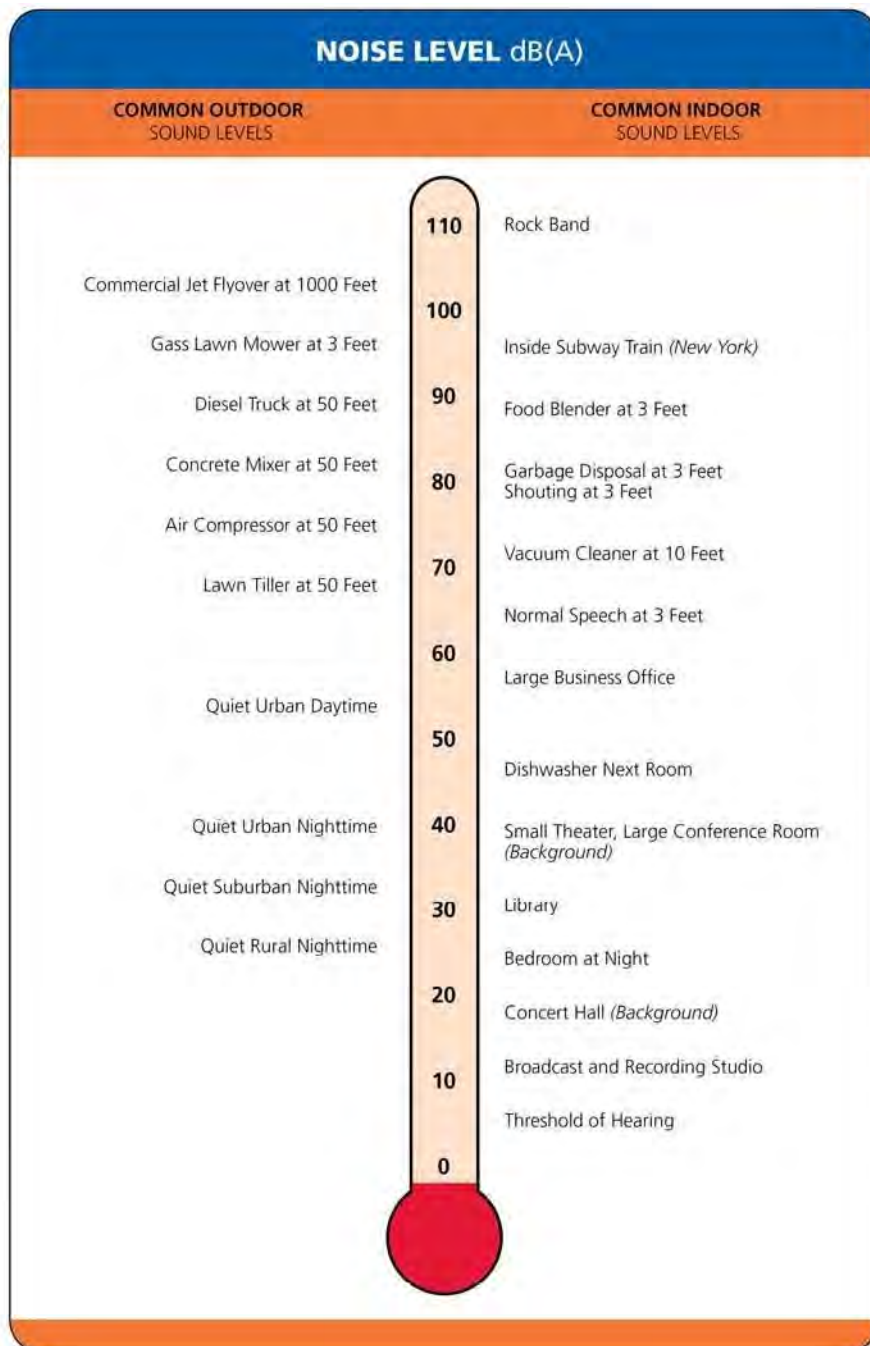 NOISE LEVEL dB(A)
COMMON OUTDOOR
SOUND LEVELS
COMMON INDOOR
SOUND LEVELS
110
Rock Band
Commercial Jet Flyover at 1000 Feet
100
Gass Lawn Mower at 3 Feet
Inside Subway Train (New York)
90
Diesel Truck at 50 Feet
Food Blender at 3 Feet
Concrete Mixer at 50 Feet
80
Garbage Disposal at 3 Feet
Shouting at 3 Feet
Air Compressor at 50 Feet
70
Vacuum Cleaner at 10 Feet
Lawn Tiller at 50 Feet
Normal Speech at 3 Feet
60
Large Business Office
Quiet Urban Daytime
50
Dishwasher Next Room
Quiet Urban Nighttime
40
Small Theater, Large Conference Room
(Background)
Quiet Suburban Nighttime
30
Library
Quiet Rural Nighttime
Bedroom at Night
20
Concert Hall (Background)
Broadcast and Recording Studio
10
Threshold of Hearing
0